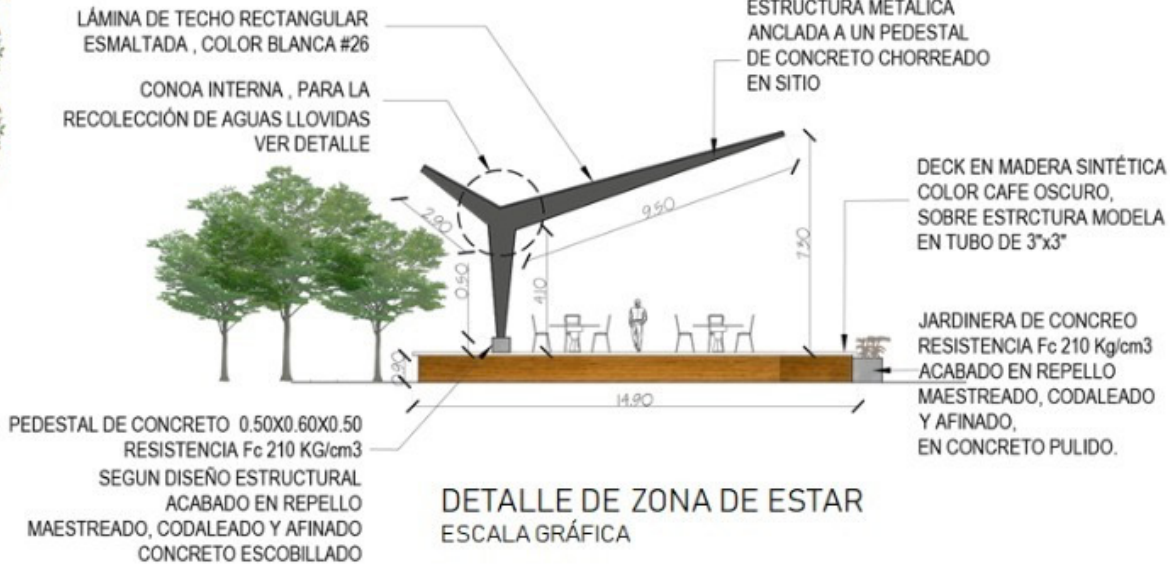 LÁMINA DE TECHO RECTANGULAR
ESMALTADA , COLOR BLANCA #26
CONOA INTERNA , PARA LA
RECOLECCIÓN DE AGUAS LLOVIDAS
VER DETALLE
ESTRUCTURA METÁLICA
ANCLADA A UN PEDESTAL
DE CONCRETO CHORREADO
EN SITIO
DECK EN MADERA SINTÉTICA
COLOR CAFE OSCURO,
SOBRE ESTRCTURA MODELA
EN TUBO DE 3"x3"
2.90
9.50
7.30
0.50
4.10
0.90
14.90
JARDINERA DE CONCREO
RESISTENCIA Fc 210 Kg/cm3
ACABADO EN REPELLO
MAESTREADO, CODALEADO
Y AFINADO,
EN CONCRETO PULIDO.
PEDESTAL DE CONCRETO 0.50X0.60X0.50
RESISTENCIA Fc 210 KG/cm3
SEGUN DISEÑO ESTRUCTURAL
ACABADO EN REPELLO
MAESTREADO, CODALEADO Y AFINADO
CONCRETO ESCOBILLADO
DETALLE DE ZONA DE ESTAR
ESCALA GRÁFICA